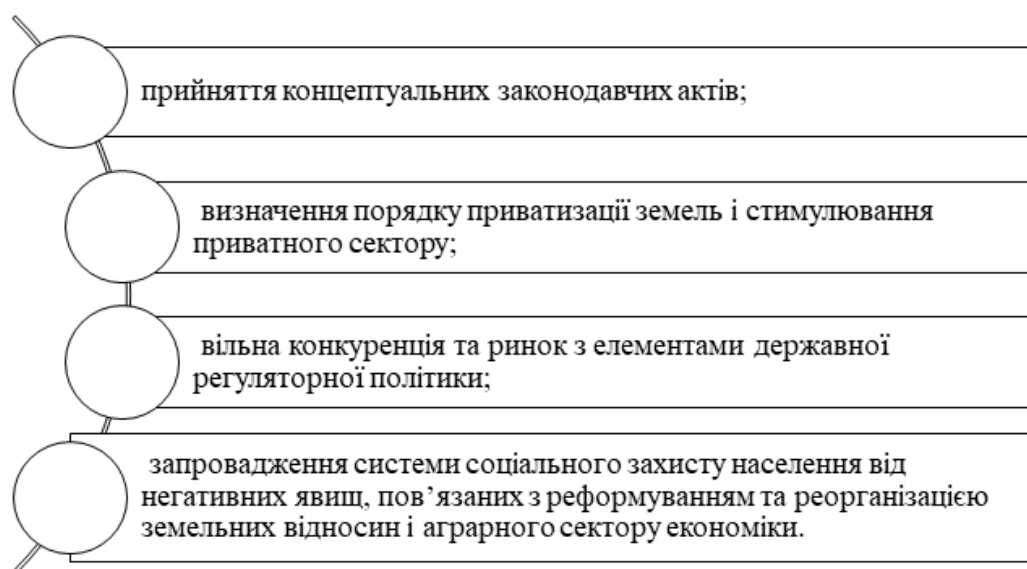 прийняття концептуальних законодавчих актів;
визначення порядку приватизації земель і стимулювання
приватного сектору;
вільна конкуренція та ринок з елементами державної
регуляторної політики;
запровадження системи соціального захисту населення від
негативних явищ, пов’язаних з реформуванням та реорганізацією
земельних відносин і аграрного сектору економіки.